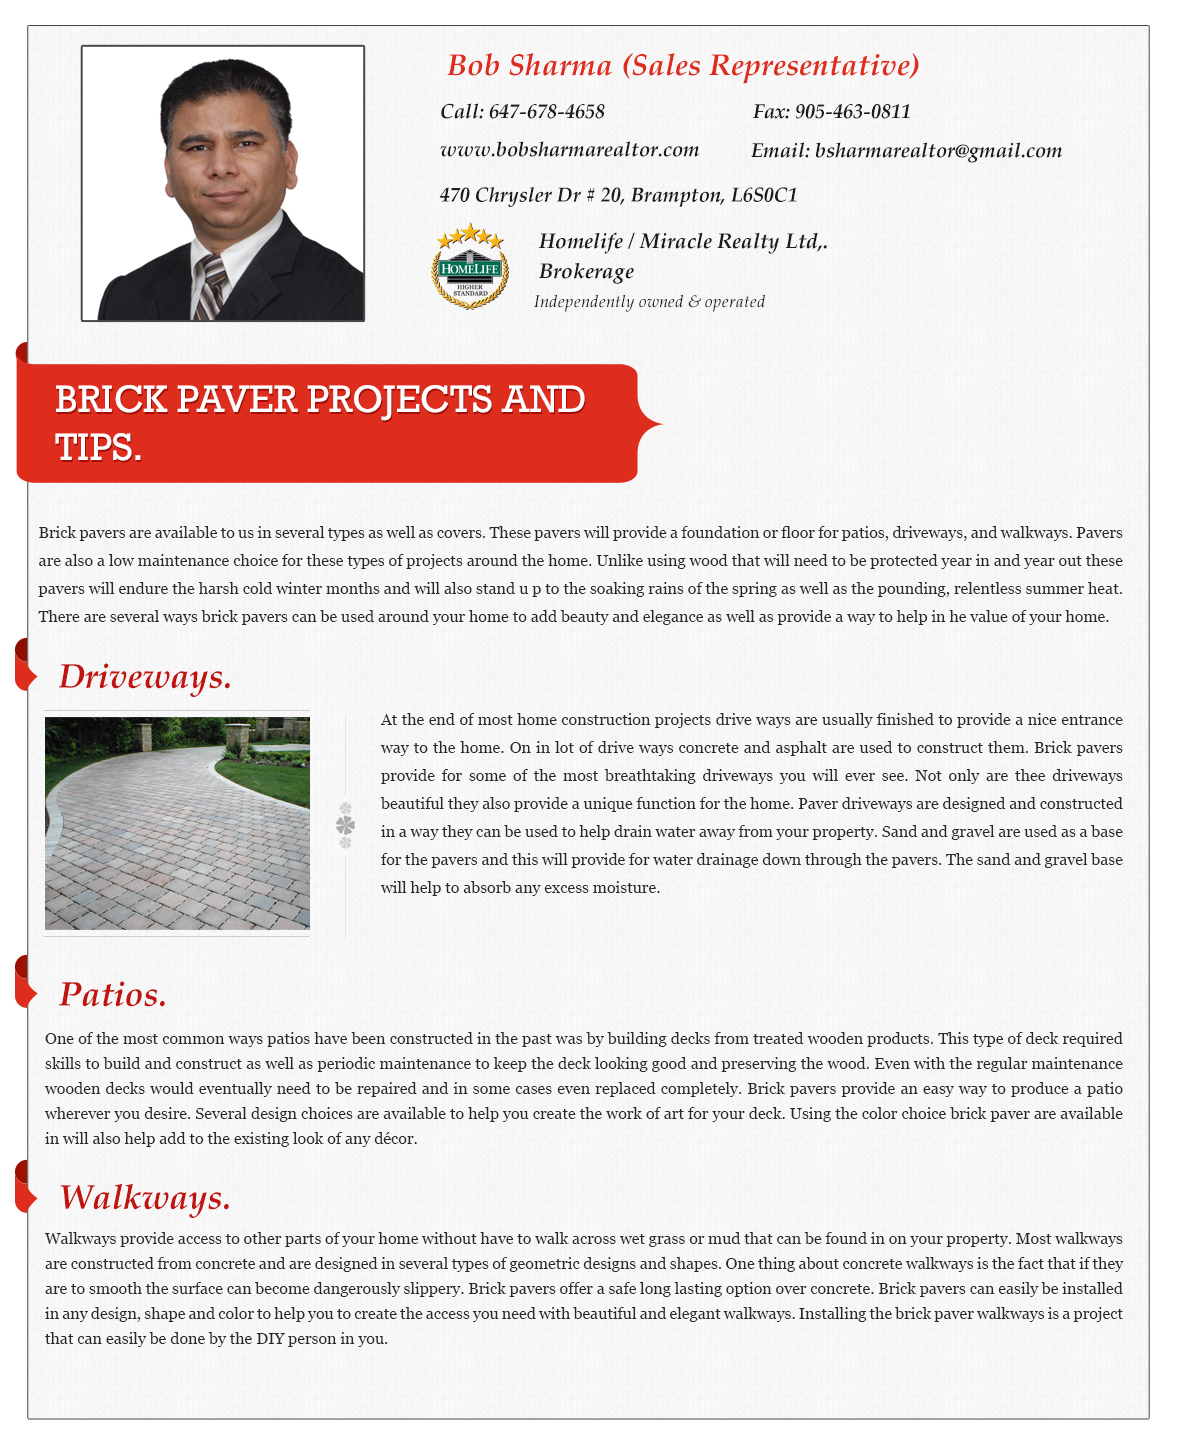 Bob Sharma (Sales Representative)
Call: 647-678-4658
Fax: 905-463-0811
www.bobsharmarealtor.com
Email: bsharmarealtor@gmail.com
470 Chrysler Dr # 20, Brampton, L6S0C1
HOMELIFE
HIGHER
STANDARD
Homelife / Miracle Realty Ltd,.
Brokerage
Independently owned & operated
BRICK PAVER PROJECTS AND
TIPS.
Brick pavers are available to us in several types as well as covers. These pavers will provide a foundation or floor for patios, driveways, and walkways. Pavers
are also a low maintenance choice for these types of projects around the home. Unlike using wood that will need to be protected year in and year out these
pavers will endure the harsh cold winter months and will also stand u p to the soaking rains of the spring as well as the pounding, relentless summer heat.
There are several ways brick pavers can be used around your home to add beauty and elegance as well as provide a way to help in he value of your home.
Driveways.
At the end of most home construction projects drive ways are usually finished to provide a nice entrance
way to the home. On in lot of drive ways concrete and asphalt are used to construct them. Brick pavers
provide for some of the most breathtaking driveways you will ever see. Not only are thee driveways
beautiful they also provide a unique function for the home. Paver driveways are designed and constructed
in a way they can be used to help drain water away from your property. Sand and gravel are used as a base
for the pavers and this will provide for water drainage down through the pavers. The sand and gravel base
will help to absorb any excess moisture.
Patios.
One of the most common ways patios have been constructed in the past was by building decks from treated wooden products. This type of deck required
skills to build and construct as well as periodic maintenance to keep the deck looking good and preserving the wood. Even with the regular maintenance
wooden decks would eventually need to be repaired and in some cases even replaced completely. Brick pavers provide an easy way to produce a patio
wherever you desire. Several design choices are available to help you create the work of art for your deck. Using the color choice brick paver are available
in will also help add to the existing look of any décor.
Walkways.
Walkways provide access to other parts of your home without have to walk across wet grass or mud that can be found in on your property. Most walkways
are constructed from concrete and are designed in several types of geometric designs and shapes. One thing about concrete walkways is the fact that if they
are to smooth the surface can become dangerously slippery. Brick pavers offer a safe long lasting option over concrete. Brick pavers can easily be installed
in any design, shape and color to help you to create the access you need with beautiful and elegant walkways. Installing the brick paver walkways is a project
that can easily be done by the DIY person in you.